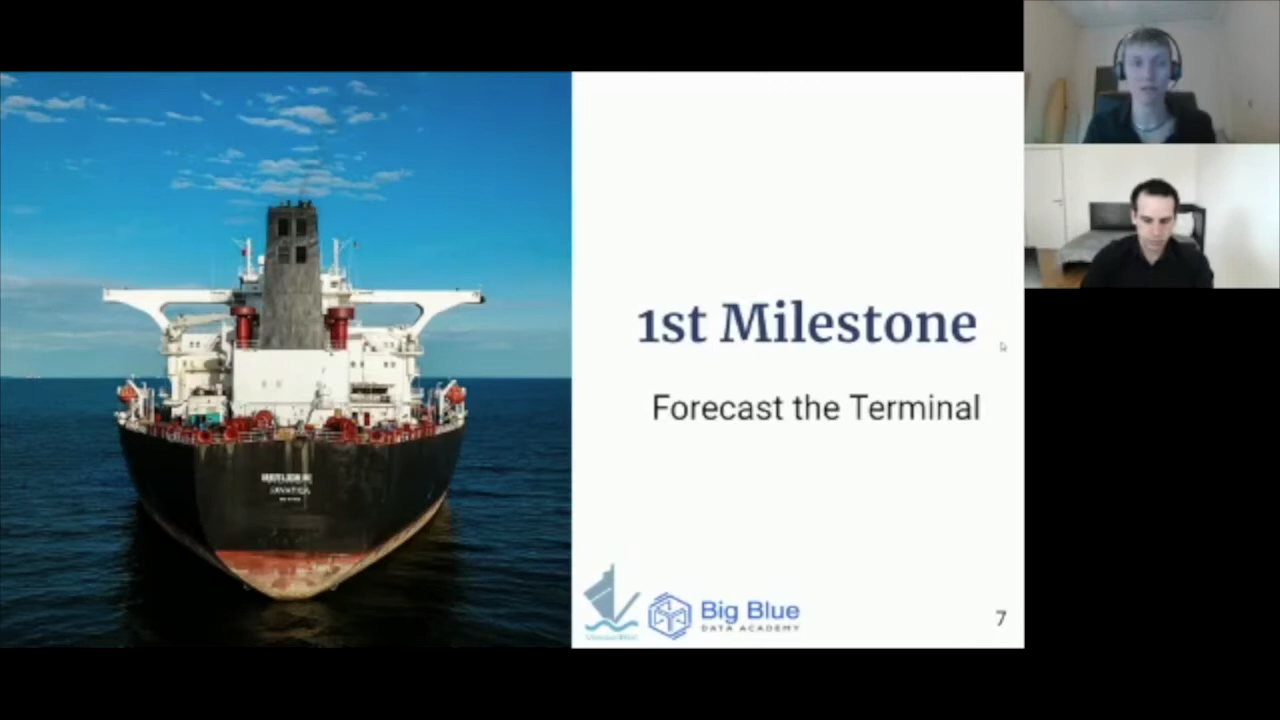 1st Milestone
Forecast the Terminal
Big Blue
DATA ACADEMY
7